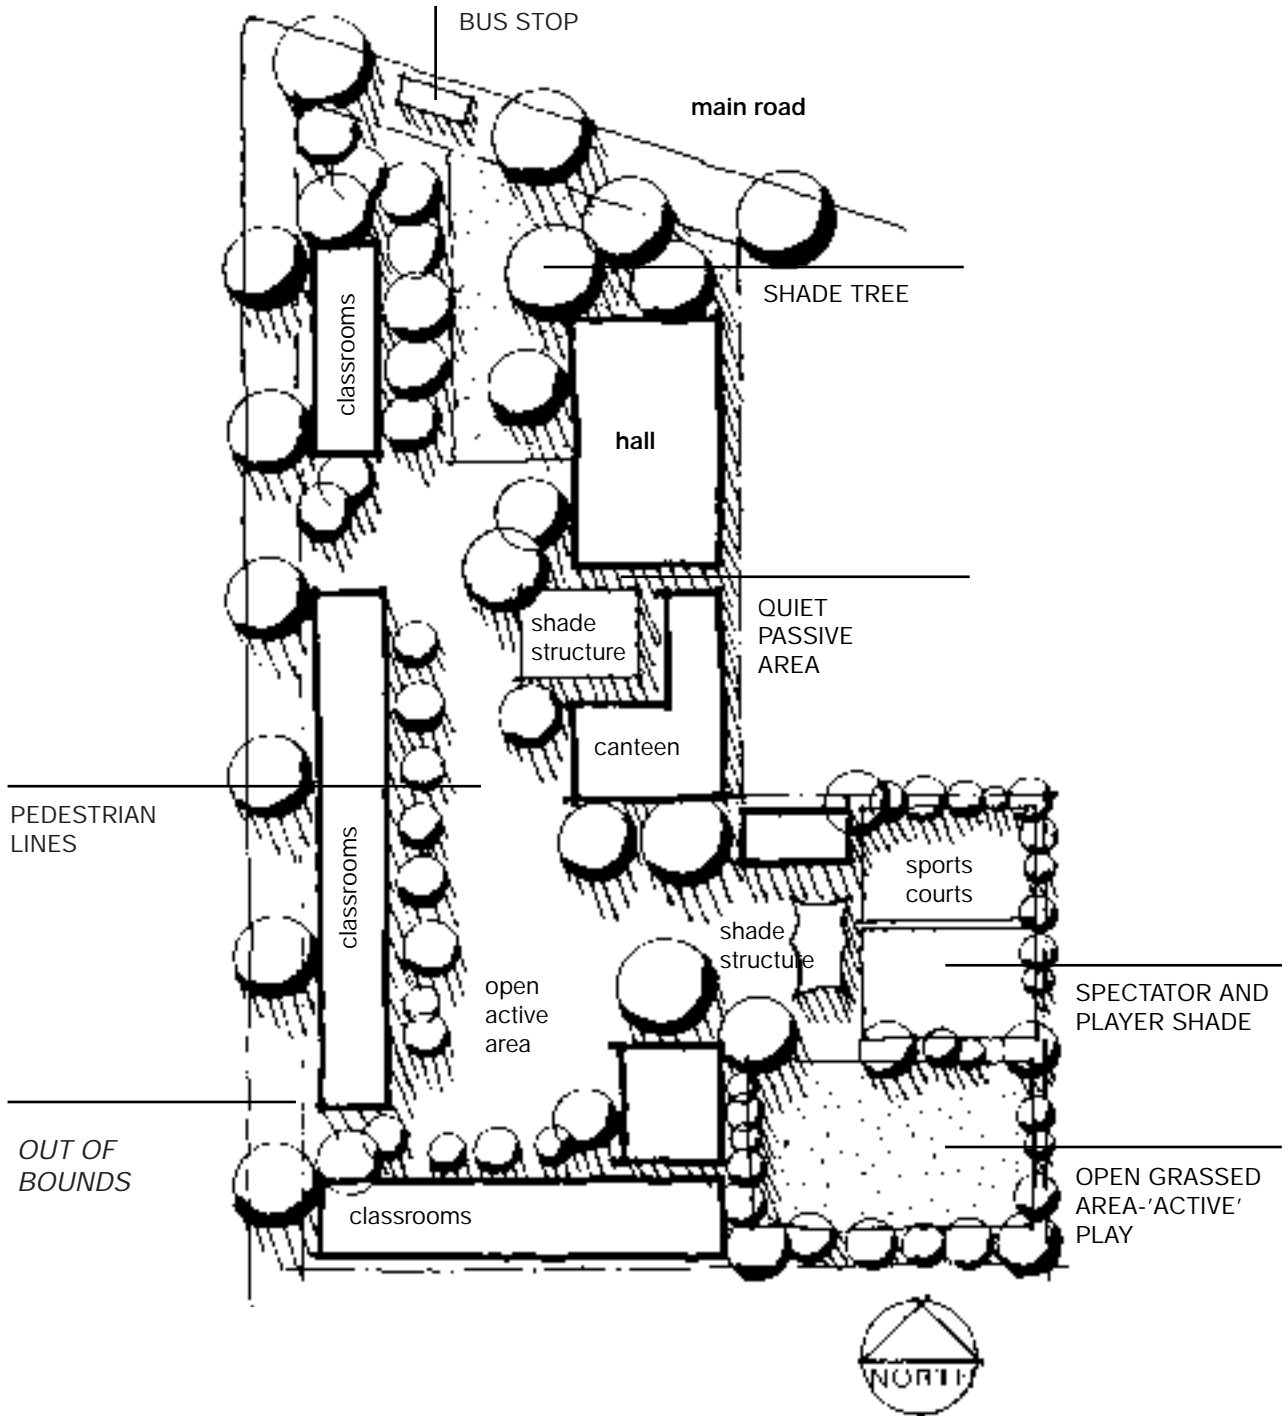 BUS STOP
main road
SHADE TREE
classrooms
hall
QUIET
PASSIVE
AREA
shade
structure
canteen
PEDESTRIAN
LINES
classrooms
sports
courts
shade
structure
open
active
area
SPECTATOR AND
PLAYER SHADE
OUT OF
BOUNDS
OPEN GRASSED
AREA-'ACTIVE'
PLAY
classrooms
NORTH